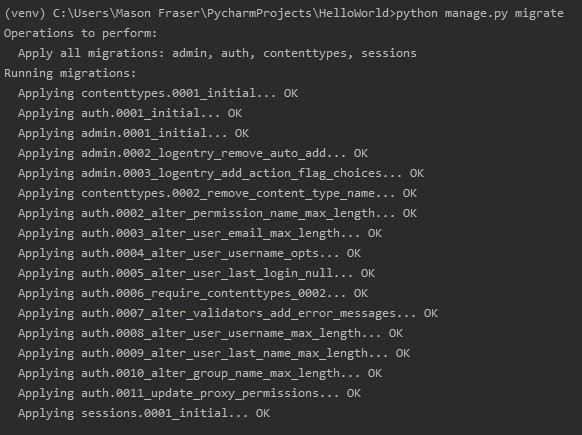 (venv) C:\Users\Mason Fraser\PycharmProjects\HelloWorld>python manage.py migrate
Operations to perform:
  Apply all migrations: admin, auth, contenttypes, sessions
Running migrations:
  Applying contenttypes.0001_initial... OK
  Applying auth.0001_initial... OK
  Applying admin.0001_initial... OK
  Applying admin.0002_logentry_remove_auto_add... OK
  Applying admin.0003_logentry_add_action_flag_choices... OK
  Applying contenttypes.0002_remove_content_type_name... OK
  Applying auth.0002_alter_permission_name_max_length... OK
  Applying auth.0003_alter_user_email_max_length... OK
  Applying auth.0004_alter_user_username_opts... OK
  Applying auth.0005_alter_user_last_login_null... OK
  Applying auth.0006_require_contenttypes_0002... OK
  Applying auth.0007_alter_validators_add_error_messages... OK
  Applying auth.0008_alter_user_username_max_length... OK
  Applying auth.0009_alter_user_last_name_max_length... OK
  Applying auth.0010_alter_group_name_max_length... OK
  Applying auth.0011_update_proxy_permissions... OK
  Applying sessions.0001_initial... OK